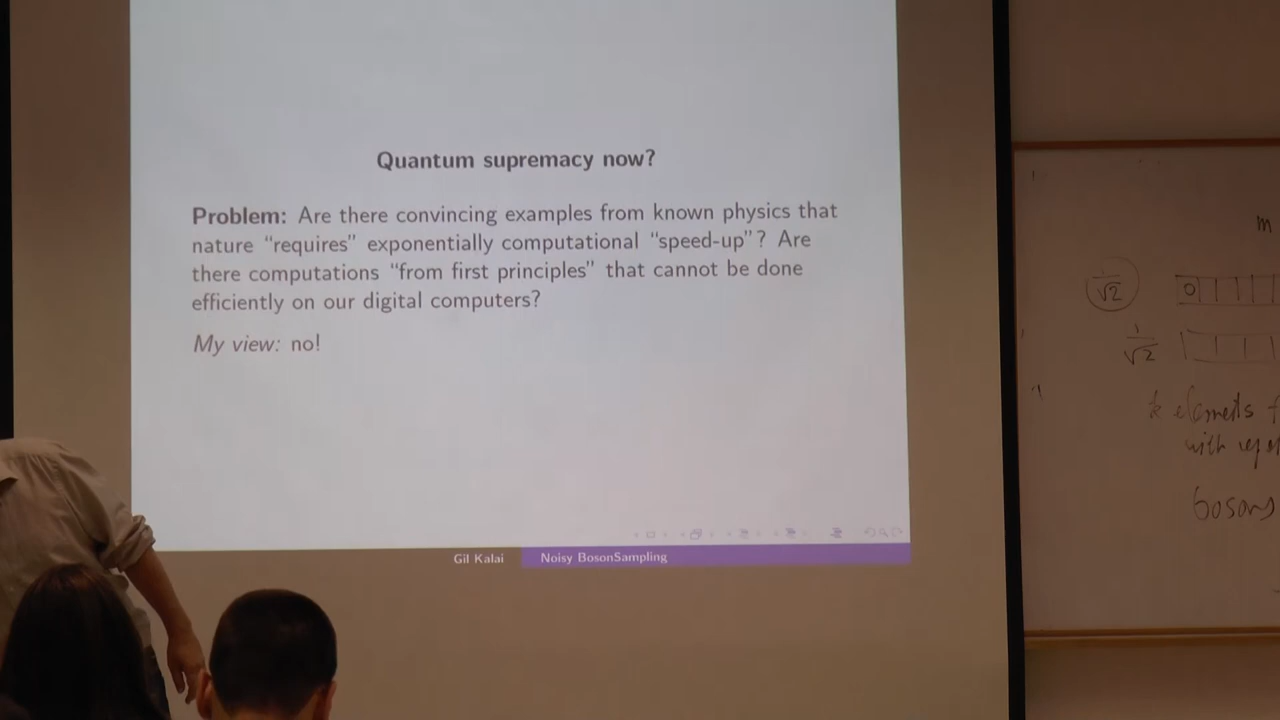 Quantum supremacy now?
Problem: Are there convincing examples from known physics that
nature “requires” exponentially computational “speed-up”? Are
there computations “from first principles” that cannot be done
efficiently on our digital computers?
My view: no!
Gil Kalai Noisy BosonSampling
m
1/√2 0
1/√2
k elements
with
bosons